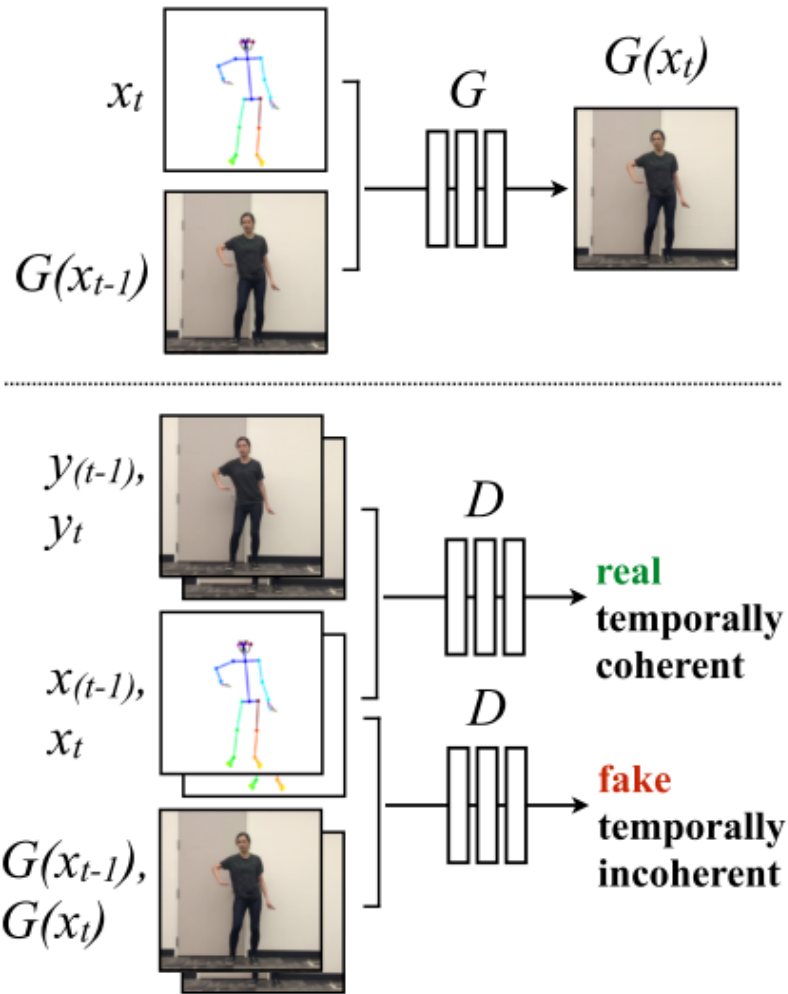 x_t
G
G(x_t)
G(x_{t-1})
y_{(t-1)},
y_t
D
real
temporally
coherent
x_{(t-1)},
x_t
D
fake
temporally
incoherent
G(x_{t-1}),
G(x_t)